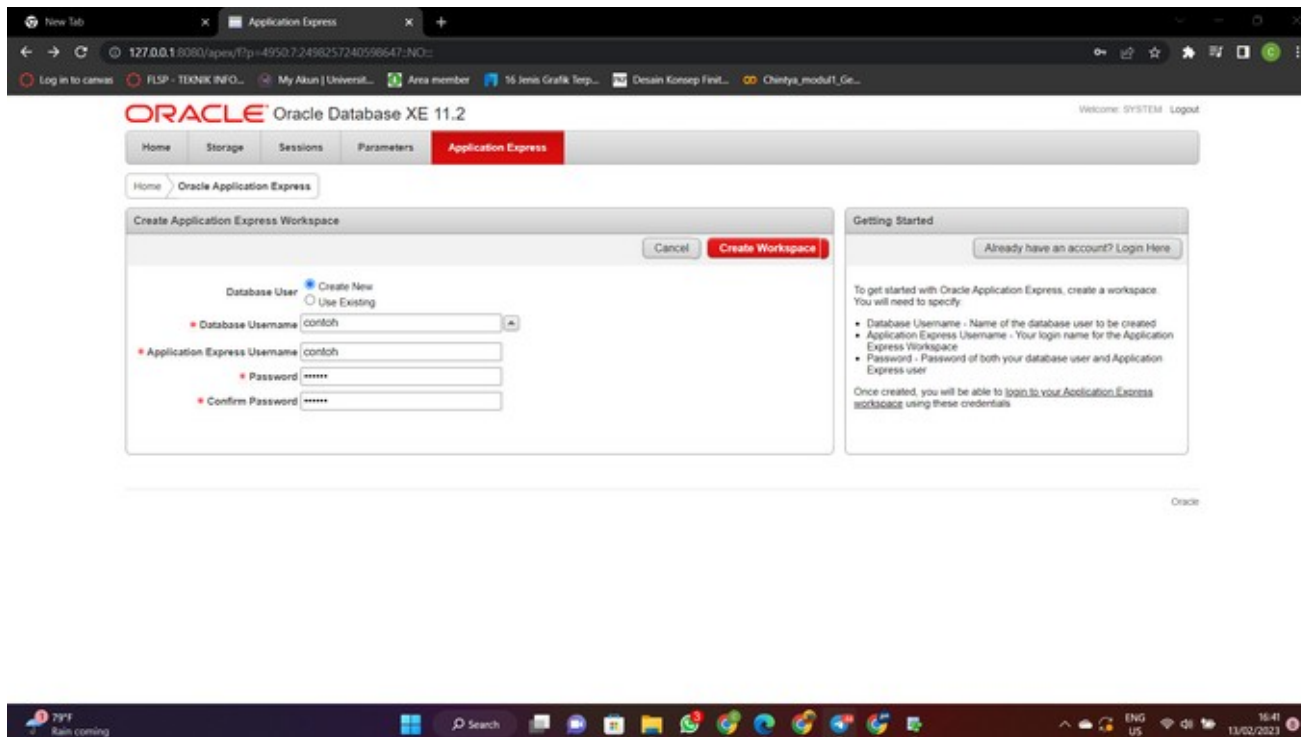 New Tab
Application Express
127.0.0.1:8080/apex/f?p=4950:7:2498257240598647::NO:::
Log in to canvas
FLSP - TEKNIK INFO...
My Akun | Universit...
Area member
16 Jenis Grafik Terp...
Desain Konsep Finit...
Chintya_modul1_Ge...
ORACLE Oracle Database XE 11.2
Welcome: SYSTEM Logout
Home Storage Sessions Parameters Application Express
Home Oracle Application Express
Create Application Express Workspace
Cancel Create Workspace
Database User Create New
Use Existing
* Database Username contoh
* Application Express Username contoh
* Password ••••••
* Confirm Password ••••••
Getting Started
Already have an account? Login Here
To get started with Oracle Application Express, create a workspace.
You will need to specify:
• Database Username - Name of the database user to be created
• Application Express Username - Your login name for the Application
Express Workspace
• Password - Password of both your database user and Application
Express user
Once created, you will be able to login to your Application Express
workspace using these credentials
Oracle
79°F
Rain coming
Search
ENG
US
16:41
13/02/2023